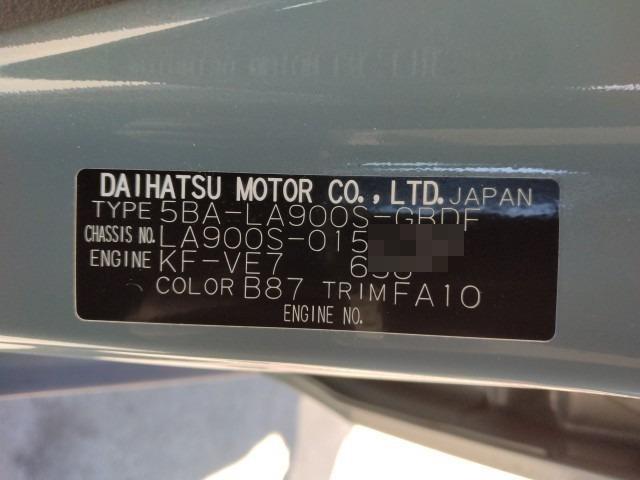 DAIHATSU MOTOR CO., LTD. JAPAN
TYPE 5BA-LA900S-GBDF
CHASSIS NO. LA900S-015
ENGINE KF-VE7
COLOR B87 TRIM FA10
ENGINE NO.